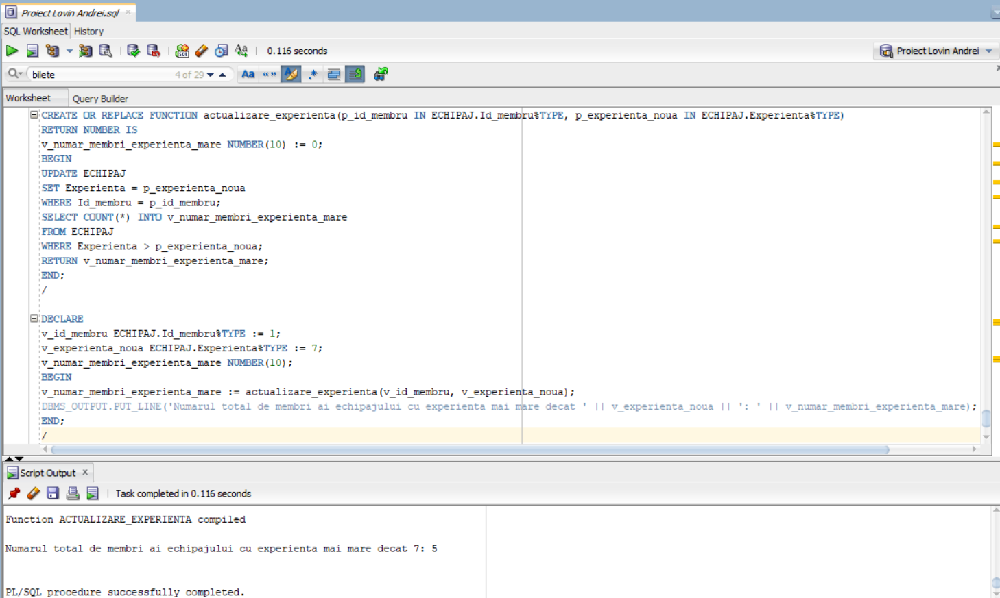 Proiect Lovin Andrei.sql
SQL Worksheet History
0.116 seconds
Proiect Lovin Andrei
bilete 4 of 29 Aa “ ”
Worksheet Query Builder
CREATE OR REPLACE FUNCTION actualizare_experienta(p_id_membru IN ECHIPAJ.Id_membru%TYPE, p_experienta_noua IN ECHIPAJ.Experienta%TYPE)
RETURN NUMBER IS
v_numar_membri_experienta_mare NUMBER(10) := 0;
BEGIN
UPDATE ECHIPAJ
SET Experienta = p_experienta_noua
WHERE Id_membru = p_id_membru;
SELECT COUNT(*) INTO v_numar_membri_experienta_mare
FROM ECHIPAJ
WHERE Experienta > p_experienta_noua;
RETURN v_numar_membri_experienta_mare;
END;
/
DECLARE
v_id_membru ECHIPAJ.Id_membru%TYPE := 1;
v_experienta_noua ECHIPAJ.Experienta%TYPE := 7;
v_numar_membri_experienta_mare NUMBER(10);
BEGIN
v_numar_membri_experienta_mare := actualizare_experienta(v_id_membru, v_experienta_noua);
DBMS_OUTPUT.PUT_LINE('Numarul total de membri ai echipajului cu experienta mai mare decat ' || v_experienta_noua || ': ' || v_numar_membri_experienta_mare);
END;
/
Script Output x
Task completed in 0.116 seconds
Function ACTUALIZARE_EXPERIENTA compiled
Numarul total de membri ai echipajului cu experienta mai mare decat 7: 5
PL/SQL procedure successfully completed.